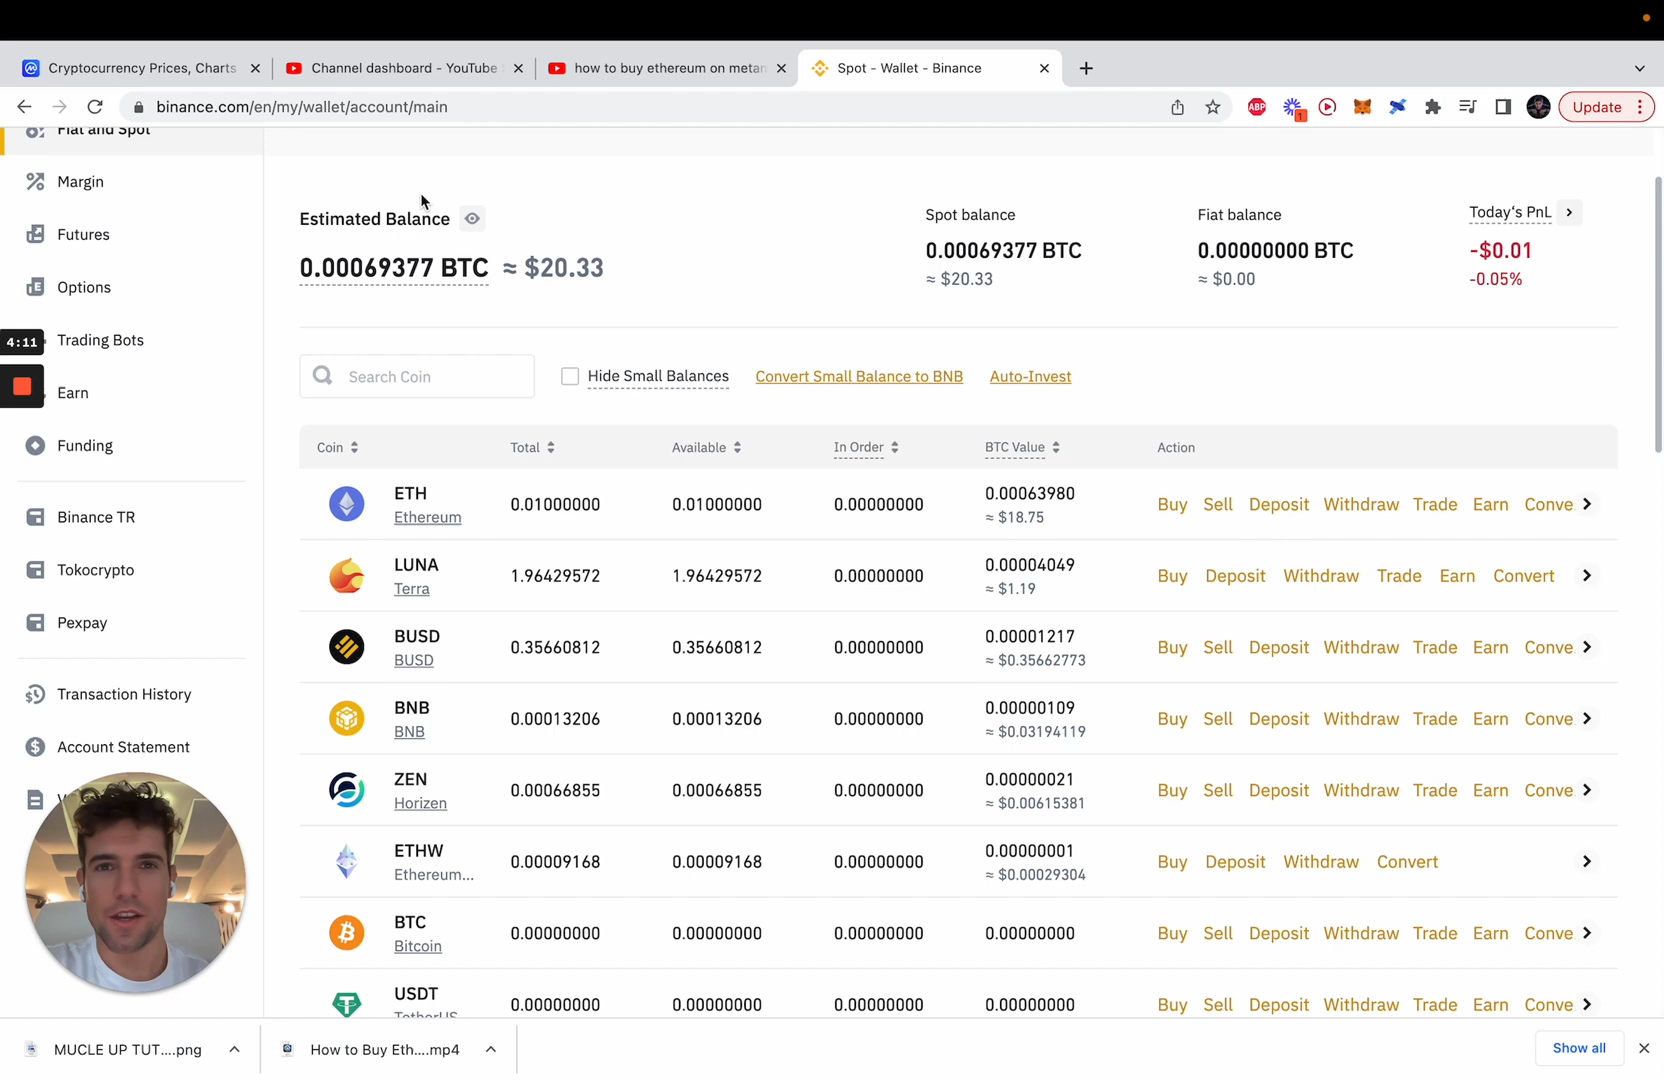 Cryptocurrency Prices, Charts
Channel dashboard - YouTube
how to buy ethereum on metam
Spot - Wallet - Binance
binance.com/en/my/wallet/account/main
ABP
1
Update
Fiat and Spot
Margin
Futures
Options
4:11
Trading Bots
Earn
Funding
Binance TR
Tokocrypto
Pexpay
Transaction History
Account Statement
Estimated Balance
0.00069377 BTC ≈ $20.33
Spot balance
0.00069377 BTC
≈ $20.33
Fiat balance
0.00000000 BTC
≈ $0.00
Today's PnL
-$0.01
-0.05%
Search Coin
Hide Small Balances
Convert Small Balance to BNB
Auto-Invest
Coin Total Available In Order BTC Value Action
ETH 0.01000000 0.01000000 0.00000000 0.00063980 Buy Sell Deposit Withdraw Trade Earn Conve
Ethereum ≈ $18.75
LUNA 1.96429572 1.96429572 0.00000000 0.00004049 Buy Deposit Withdraw Trade Earn Convert
Terra ≈ $1.19
BUSD 0.35660812 0.35660812 0.00000000 0.00001217 Buy Sell Deposit Withdraw Trade Earn Conve
BUSD ≈ $0.35662773
BNB 0.00013206 0.00013206 0.00000000 0.00000109 Buy Sell Deposit Withdraw Trade Earn Conve
BNB ≈ $0.03194119
ZEN 0.00066855 0.00066855 0.00000000 0.00000021 Buy Sell Deposit Withdraw Trade Earn Conve
Horizen ≈ $0.00615381
ETHW 0.00009168 0.00009168 0.00000000 0.00000001 Buy Deposit Withdraw Convert
Ethereum... ≈ $0.00029304
BTC 0.00000000 0.00000000 0.00000000 0.00000000 Buy Sell Deposit Withdraw Trade Earn Conve
Bitcoin
USDT 0.00000000 0.00000000 0.00000000 0.00000000 Buy Sell Deposit Withdraw Trade Earn Conve
TetherUS
MUCLE UP TUT....png
How to Buy Eth....mp4
Show all